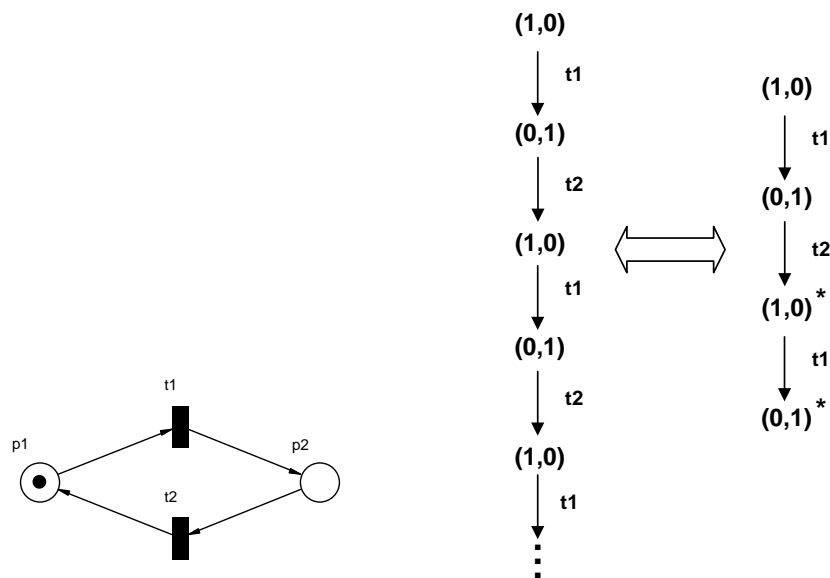 t1
p1
p2
t2
(1,0)
t1
(0,1)
t2
(1,0)
t1
(0,1)
t2
(1,0)
t1
(1,0)
t1
(0,1)
t2
(1,0)*
t1
(0,1)*